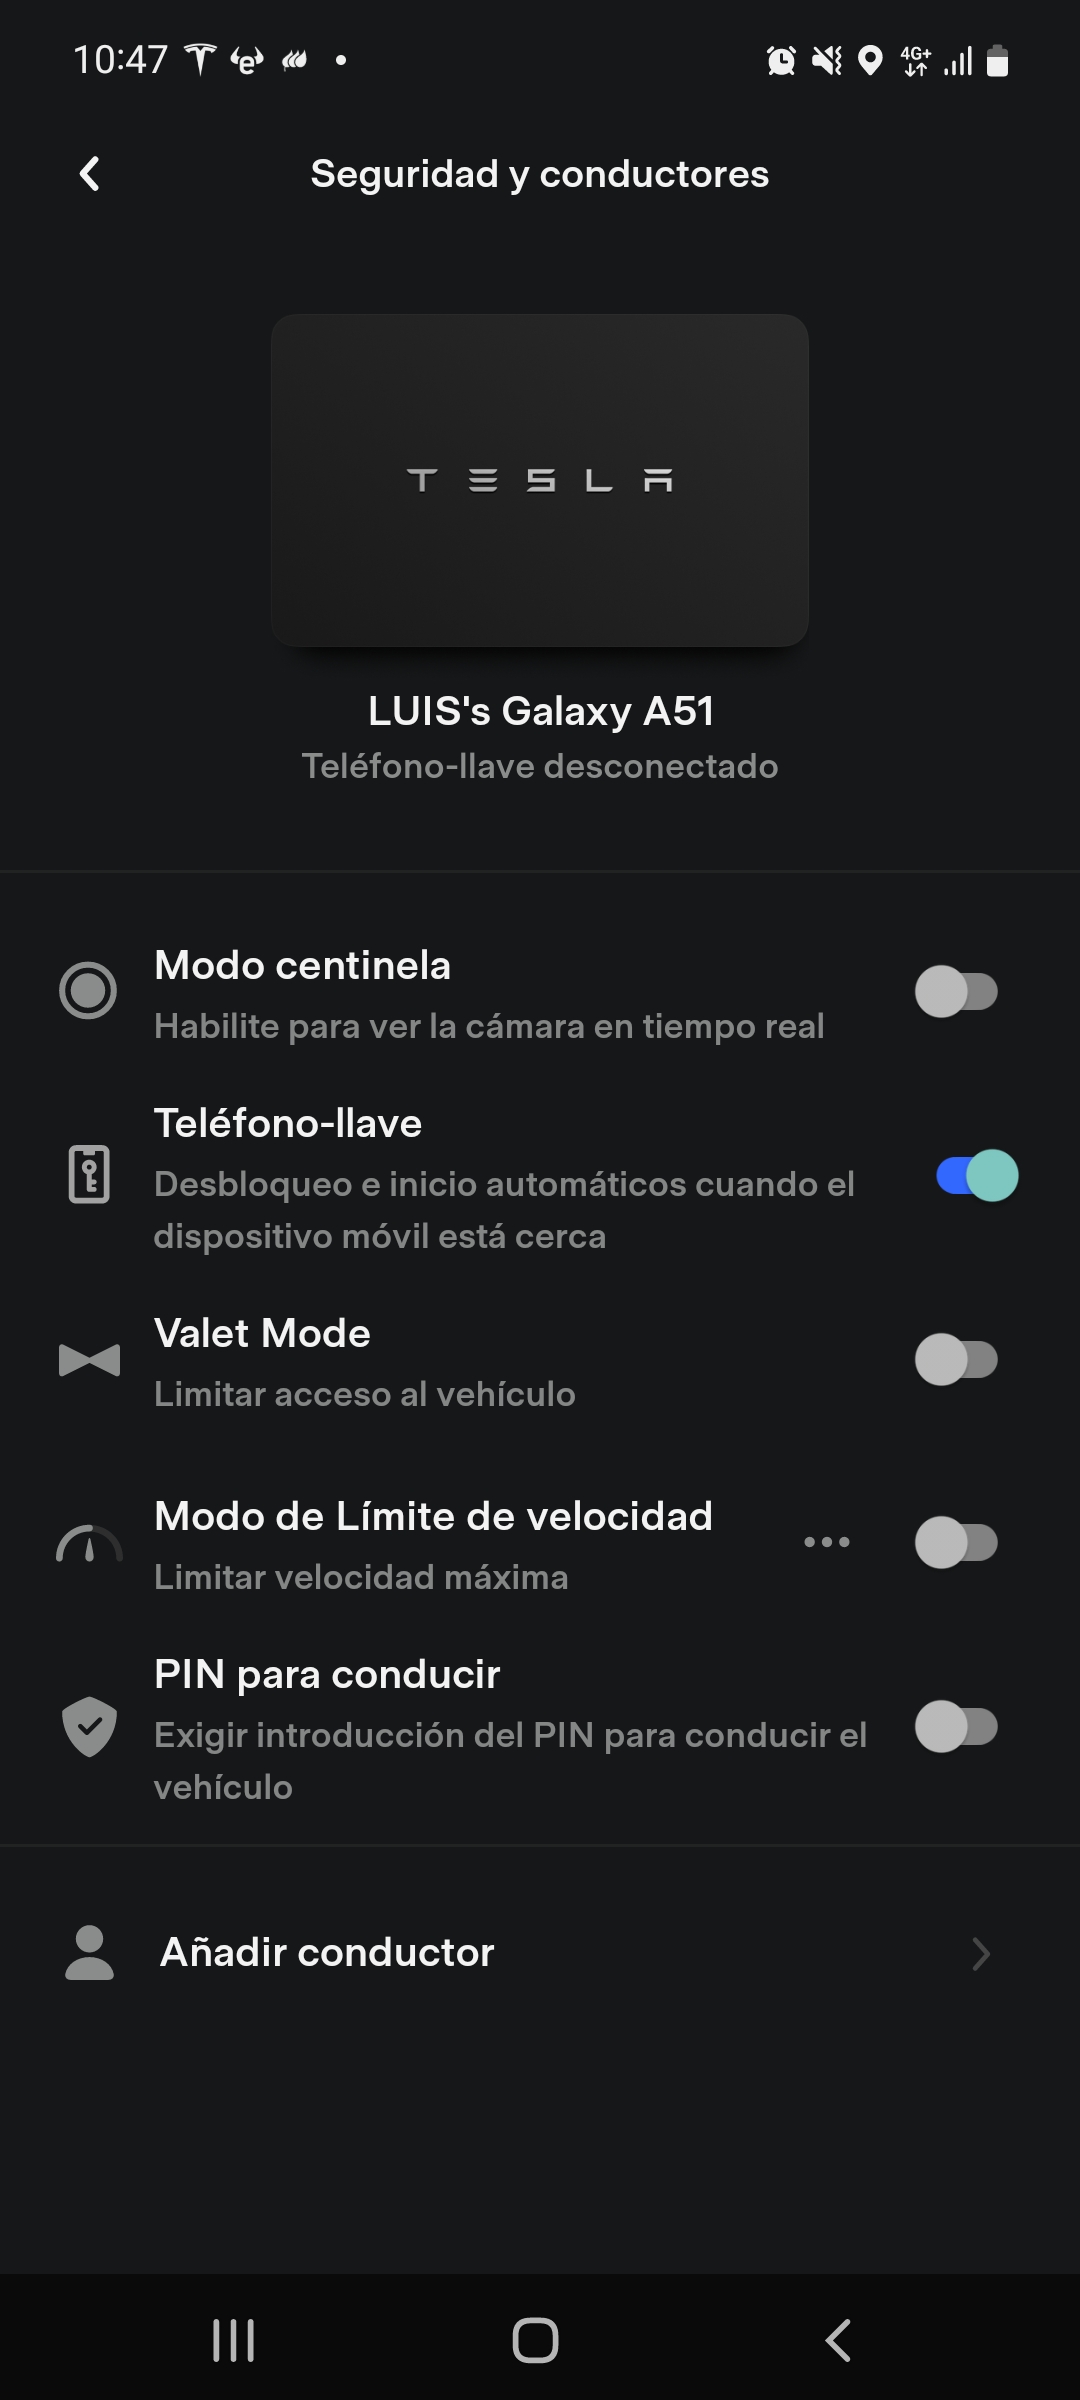 10:47
4G+
Seguridad y conductores
TESLA
LUIS's Galaxy A51
Teléfono-llave desconectado
Modo centinela
Habilite para ver la cámara en tiempo real
Teléfono-llave
Desbloqueo e inicio automáticos cuando el
dispositivo móvil está cerca
Valet Mode
Limitar acceso al vehículo
Modo de Límite de velocidad
Limitar velocidad máxima
PIN para conducir
Exigir introducción del PIN para conducir el
vehículo
Añadir conductor